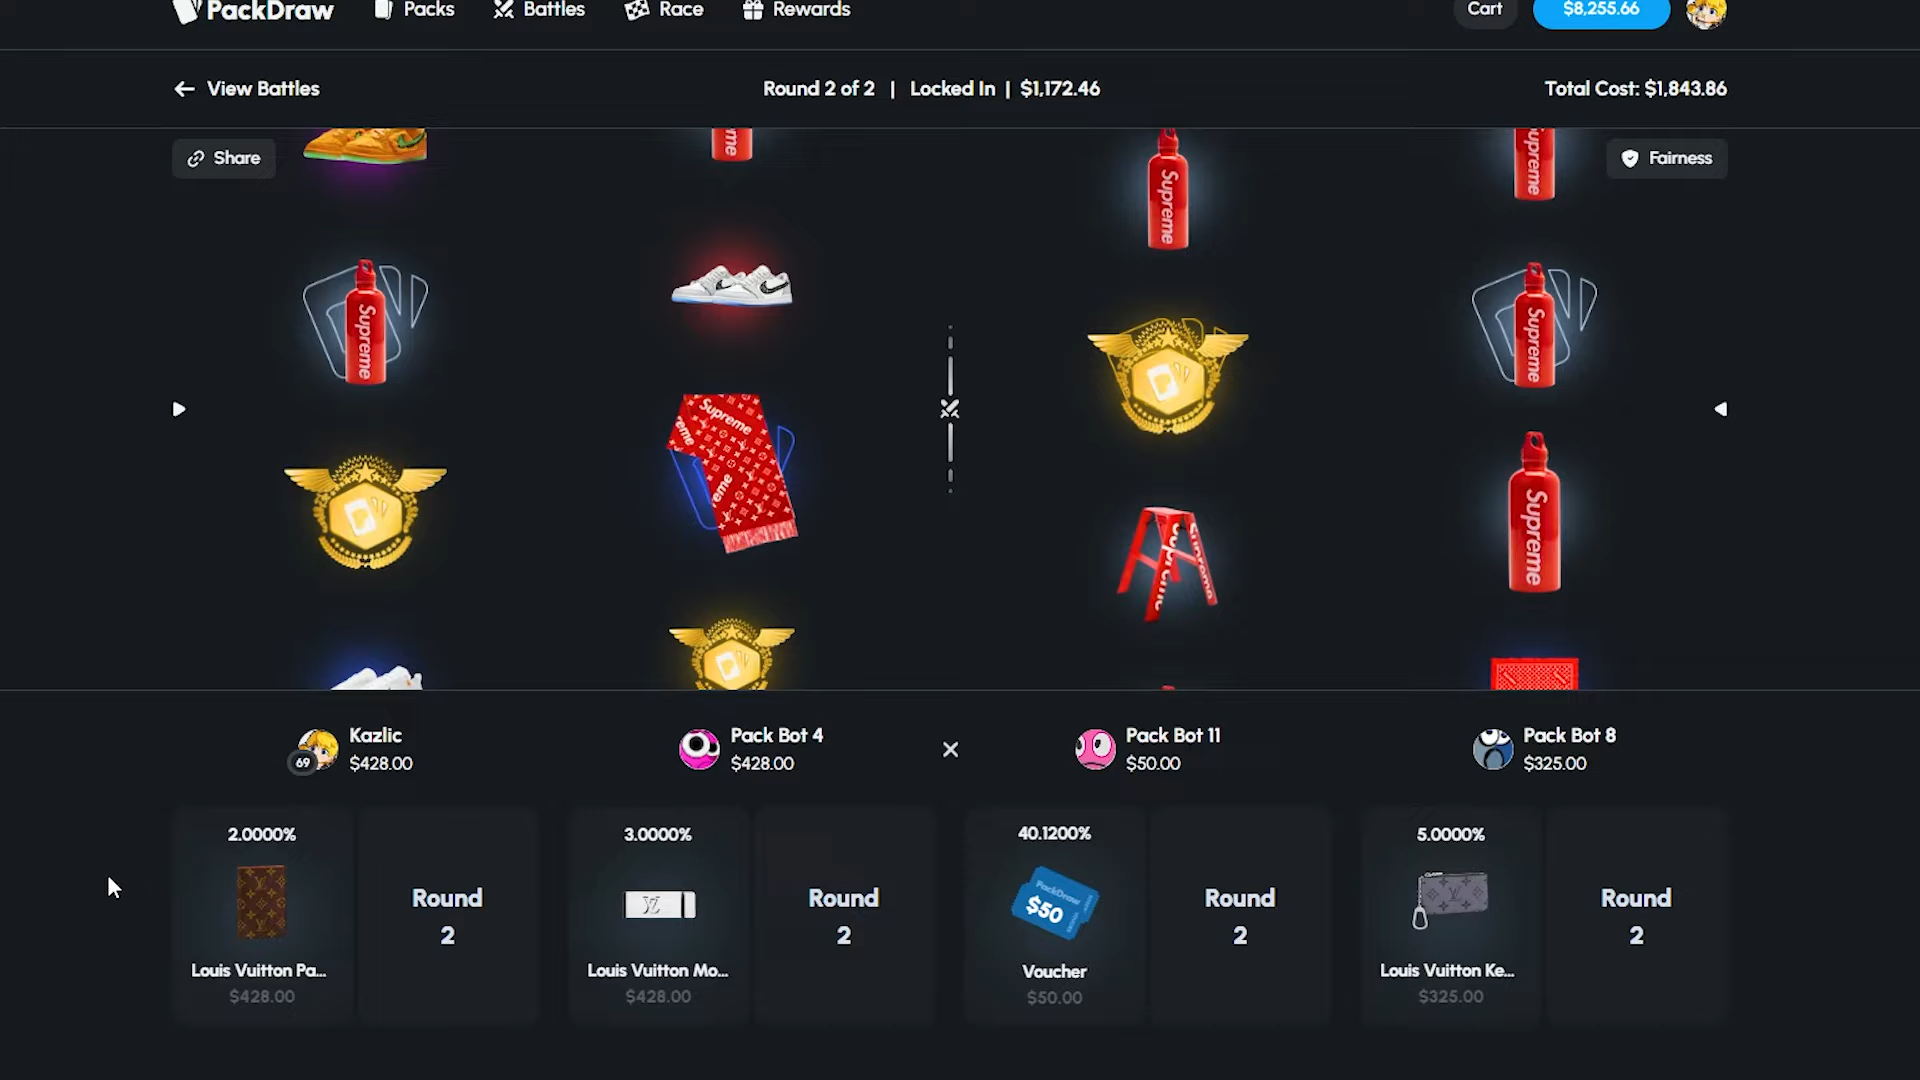 PackDraw
Packs
Battles
Race
Rewards
Cart
$8,255.66
View Battles
Round 2 of 2 | Locked In | $1,172.46
Total Cost: $1,843.86
Share
Fairness
Supreme
Supreme
Supreme
Supreme
Supreme
Supreme
Supreme
Supreme
Kazlic
69
$428.00
Pack Bot 4
$428.00
Pack Bot 11
$50.00
Pack Bot 8
$325.00
2.0000%
Louis Vuitton Pa...
$428.00
Round
2
3.0000%
Louis Vuitton Mo...
$428.00
Round
2
40.1200%
PackDraw
$50
Voucher
$50.00
Round
2
5.0000%
Louis Vuitton Ke...
$325.00
Round
2